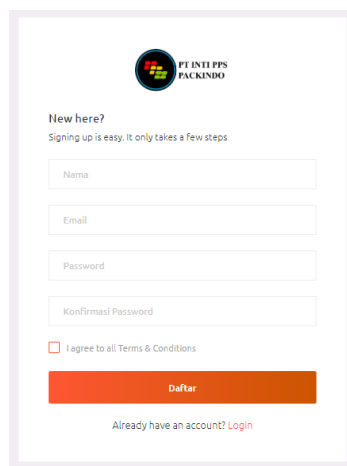 PT INTI PPS
PACKINDO
New here?
Signing up is easy. It only takes a few steps
Nama
Email
Password
Konfirmasi Password
I agree to all Terms & Conditions
Daftar
Already have an account? Login